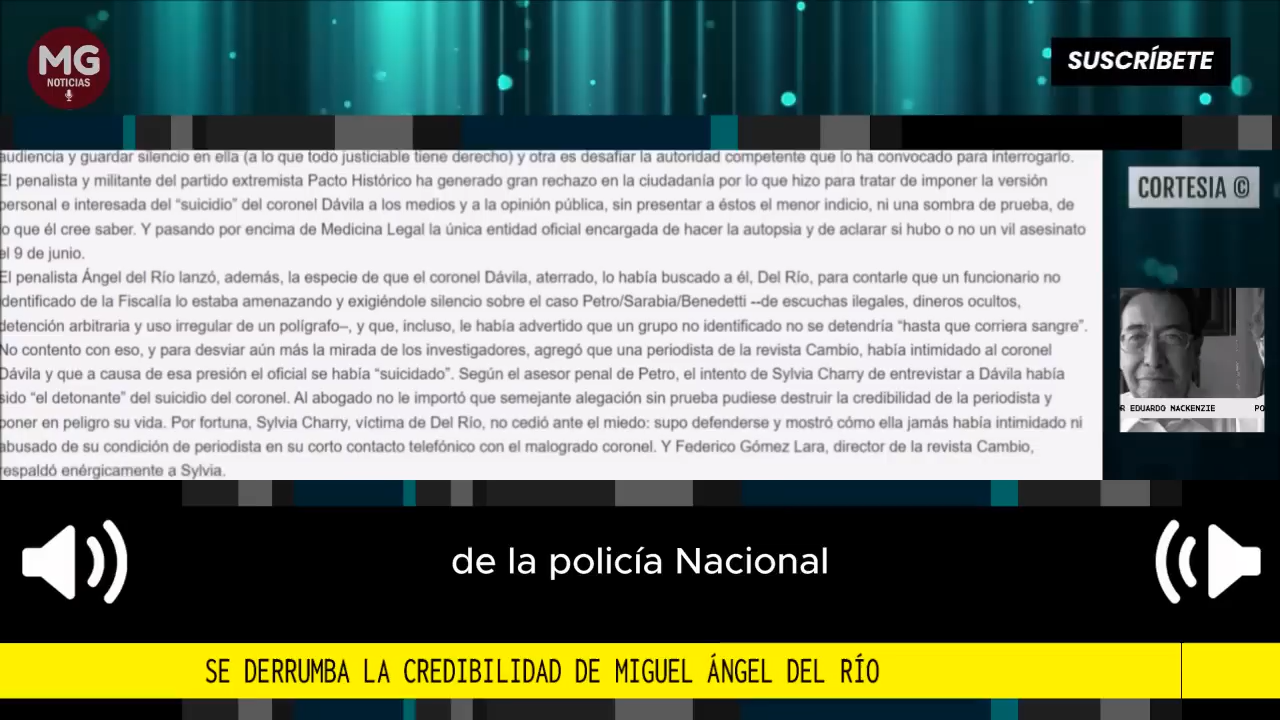 MG
NOTICIAS
SUSCRÍBETE
audiencia y guardar silencio en ella (a lo que todo justiciable tiene derecho) y otra es desafiar la autoridad competente que lo ha convocado para interrogarlo.
El penalista y militante del partido extremista Pacto Histórico ha generado gran rechazo en la ciudadanía por lo que hizo para tratar de imponer la versión
personal e interesada del “suicidio” del coronel Dávila a los medios y a la opinión pública, sin presentar a éstos el menor indicio, ni una sombra de prueba, de
lo que él cree saber. Y pasando por encima de Medicina Legal la única entidad oficial encargada de hacer la autopsia y de aclarar si hubo o no un vil asesinato
el 9 de junio.
El penalista Ángel del Río lanzó, además, la especie de que el coronel Dávila, aterrado, lo había buscado a él, Del Río, para contarle que un funcionario no
identificado de la Fiscalía lo estaba amenazando y exigiéndole silencio sobre el caso Petro/Sarabia/Benedetti --de escuchas ilegales, dineros ocultos,
detención arbitraria y uso irregular de un polígrafo–, y que, incluso, le había advertido que un grupo no identificado no se detendría “hasta que corriera sangre”.
No contento con eso, y para desviar aún más la mirada de los investigadores, agregó que una periodista de la revista Cambio, había intimidado al coronel
Dávila y que a causa de esa presión el oficial se había “suicidado”. Según el asesor penal de Petro, el intento de Sylvia Charry de entrevistar a Dávila había
sido “el detonante” del suicidio del coronel. Al abogado no le importó que semejante alegación sin prueba pudiese destruir la credibilidad de la periodista y
poner en peligro su vida. Por fortuna, Sylvia Charry, víctima de Del Río, no cedió ante el miedo: supo defenderse y mostró cómo ella jamás había intimidado ni
abusado de su condición de periodista en su corto contacto telefónico con el malogrado coronel. Y Federico Gómez Lara, director de la revista Cambio,
respaldó enérgicamente a Sylvia.
CORTESIA ©
R EDUARDO MACKENZIE PO
de la policía Nacional
SE DERRUMBA LA CREDIBILIDAD DE MIGUEL ÁNGEL DEL RÍO